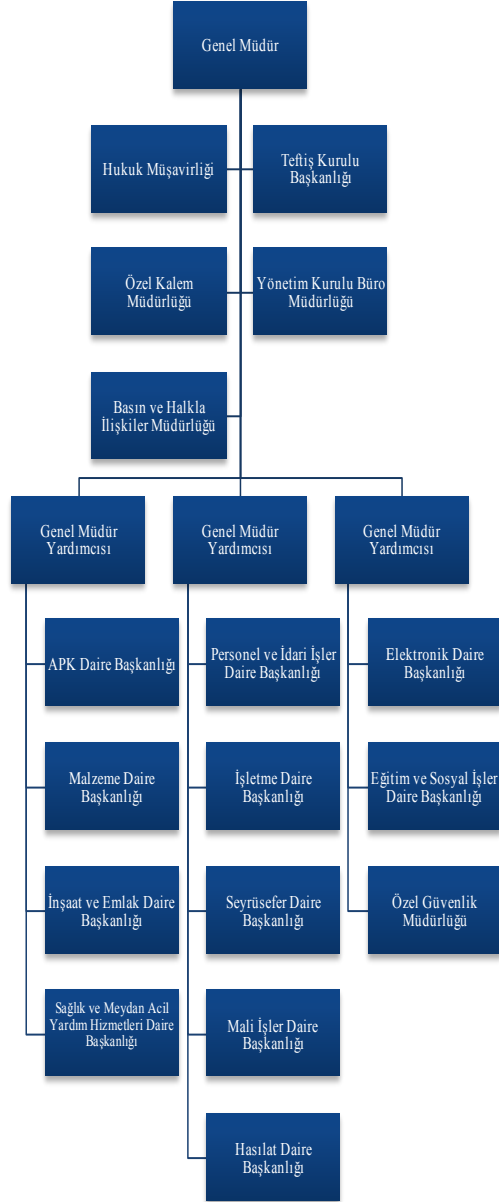 Genel Müdür
Hukuk Müşavirliği
Teftiş Kurulu
Başkanlığı
Özel Kalem
Müdürlüğü
Yönetim Kurulu Büro
Müdürlüğü
Basın ve Halkla
İlişkiler Müdürlüğü
Genel Müdür
Yardımcısı
Genel Müdür
Yardımcısı
Genel Müdür
Yardımcısı
APK Daire Başkanlığı
Malzeme Daire
Başkanlığı
İnşaat ve Emlak Daire
Başkanlığı
Sağlık ve Meydan Acil
Yardım Hizmetleri Daire
Başkanlığı
Personel ve İdari İşler
Daire Başkanlığı
İşletme Daire
Başkanlığı
Seyrüsefer Daire
Başkanlığı
Mali İşler Daire
Başkanlığı
Hasılat Daire
Başkanlığı
Elektronik Daire
Başkanlığı
Eğitim ve Sosyal İşler
Daire Başkanlığı
Özel Güvenlik
Müdürlüğü